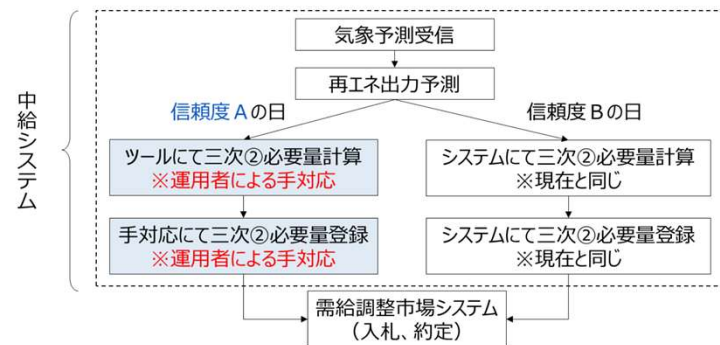 中給システム
気象予測受信
再エネ出力予測
信頼度Aの日
信頼度Bの日
ツールにて三次②必要量計算
※運用者による手対応
システムにて三次②必要量計算
※現在と同じ
手対応にて三次②必要量登録
※運用者による手対応
システムにて三次②必要量登録
※現在と同じ
需給調整市場システム
（入札、約定）